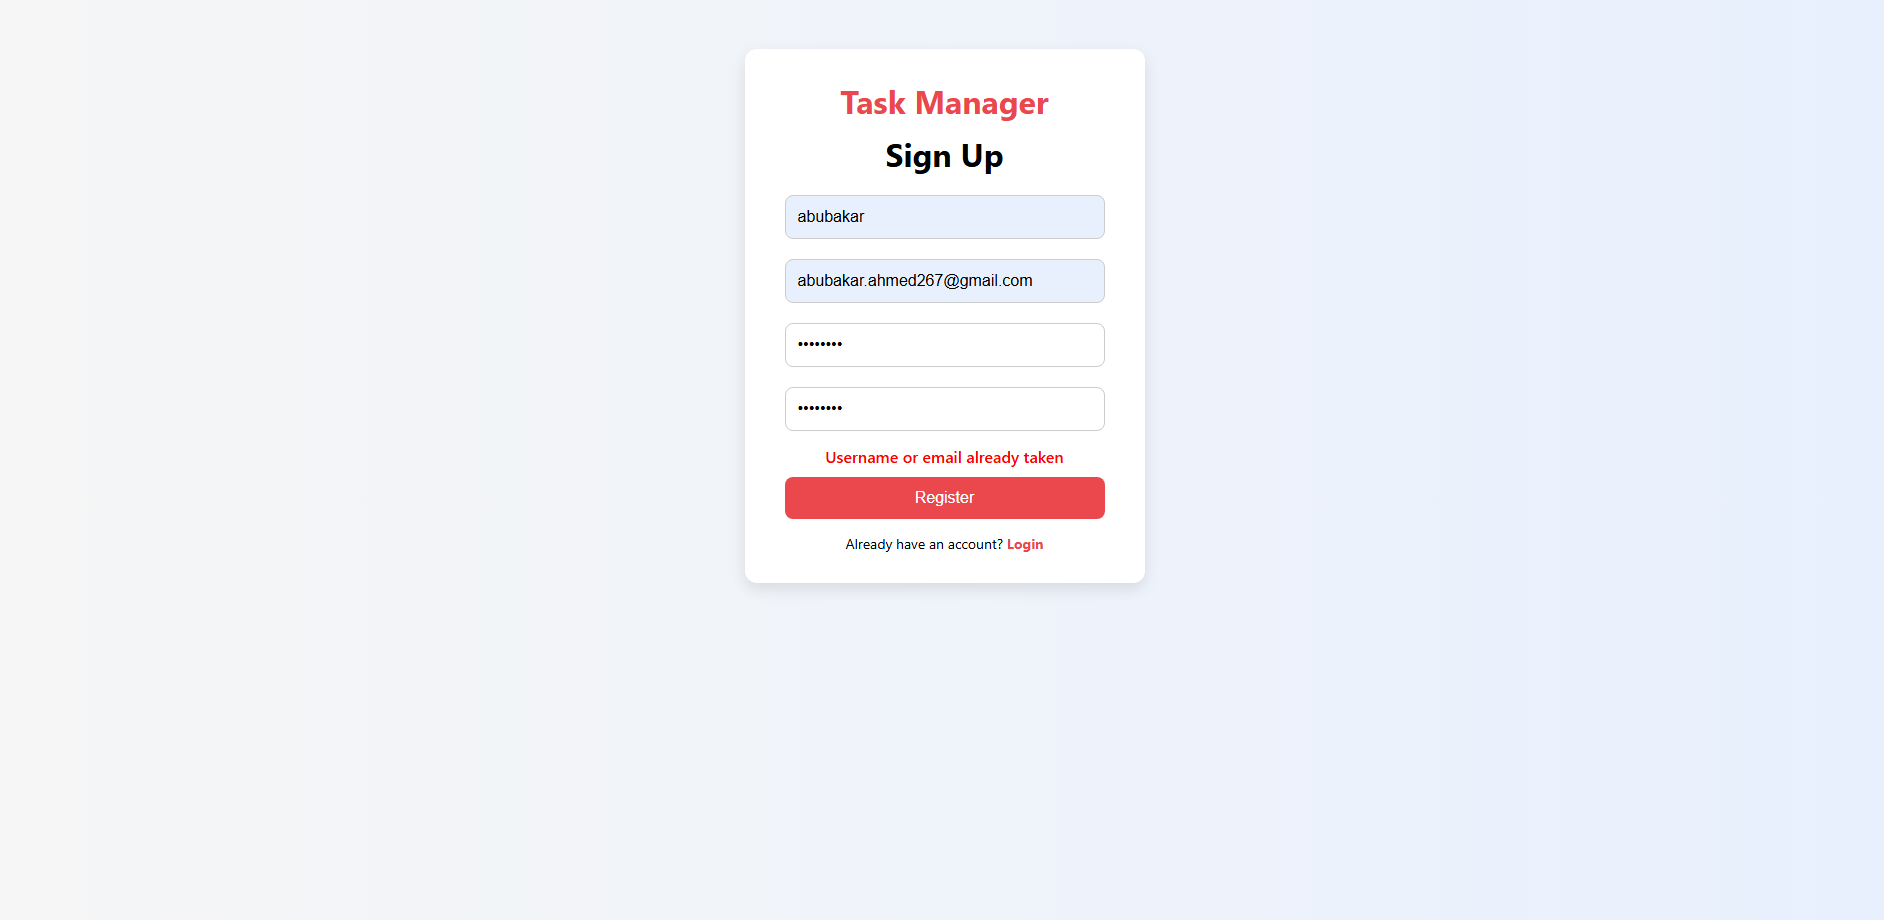 Task Manager
Sign Up
abubakar
abubakar.ahmed267@gmail.com
••••••••
••••••••
Username or email already taken
Register
Already have an account? Login